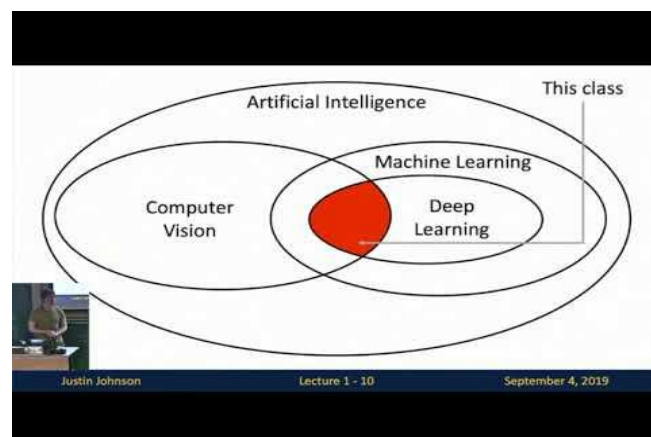 Artificial Intelligence
This class
Machine Learning
Computer
Vision
Deep
Learning
Justin Johnson
Lecture 1 - 10
September 4, 2019